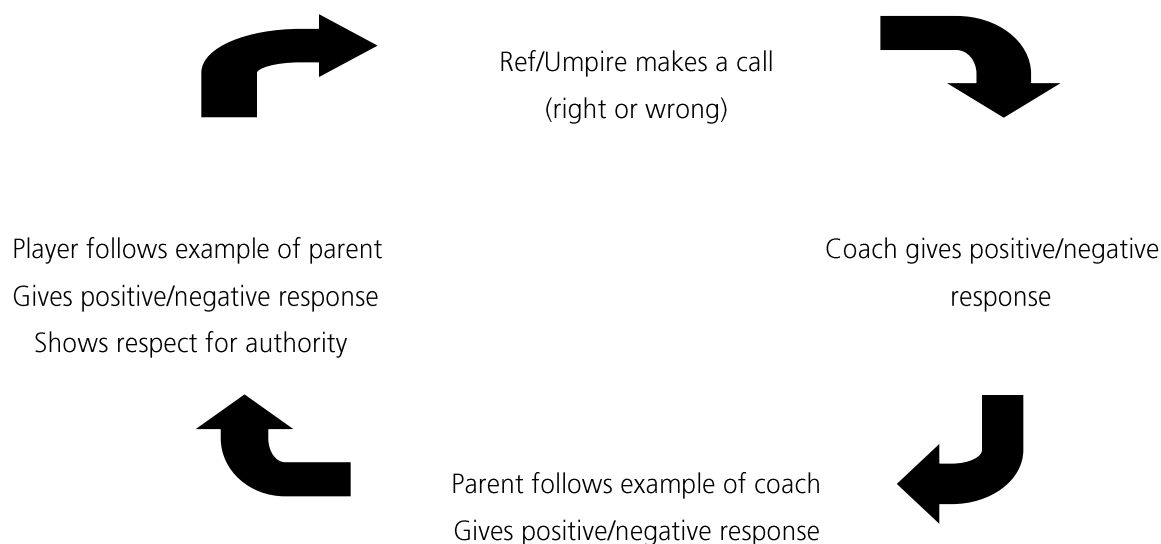 Ref/Umpire makes a call
(right or wrong)
Coach gives positive/negative
response
Parent follows example of coach
Gives positive/negative response
Player follows example of parent
Gives positive/negative response
Shows respect for authority